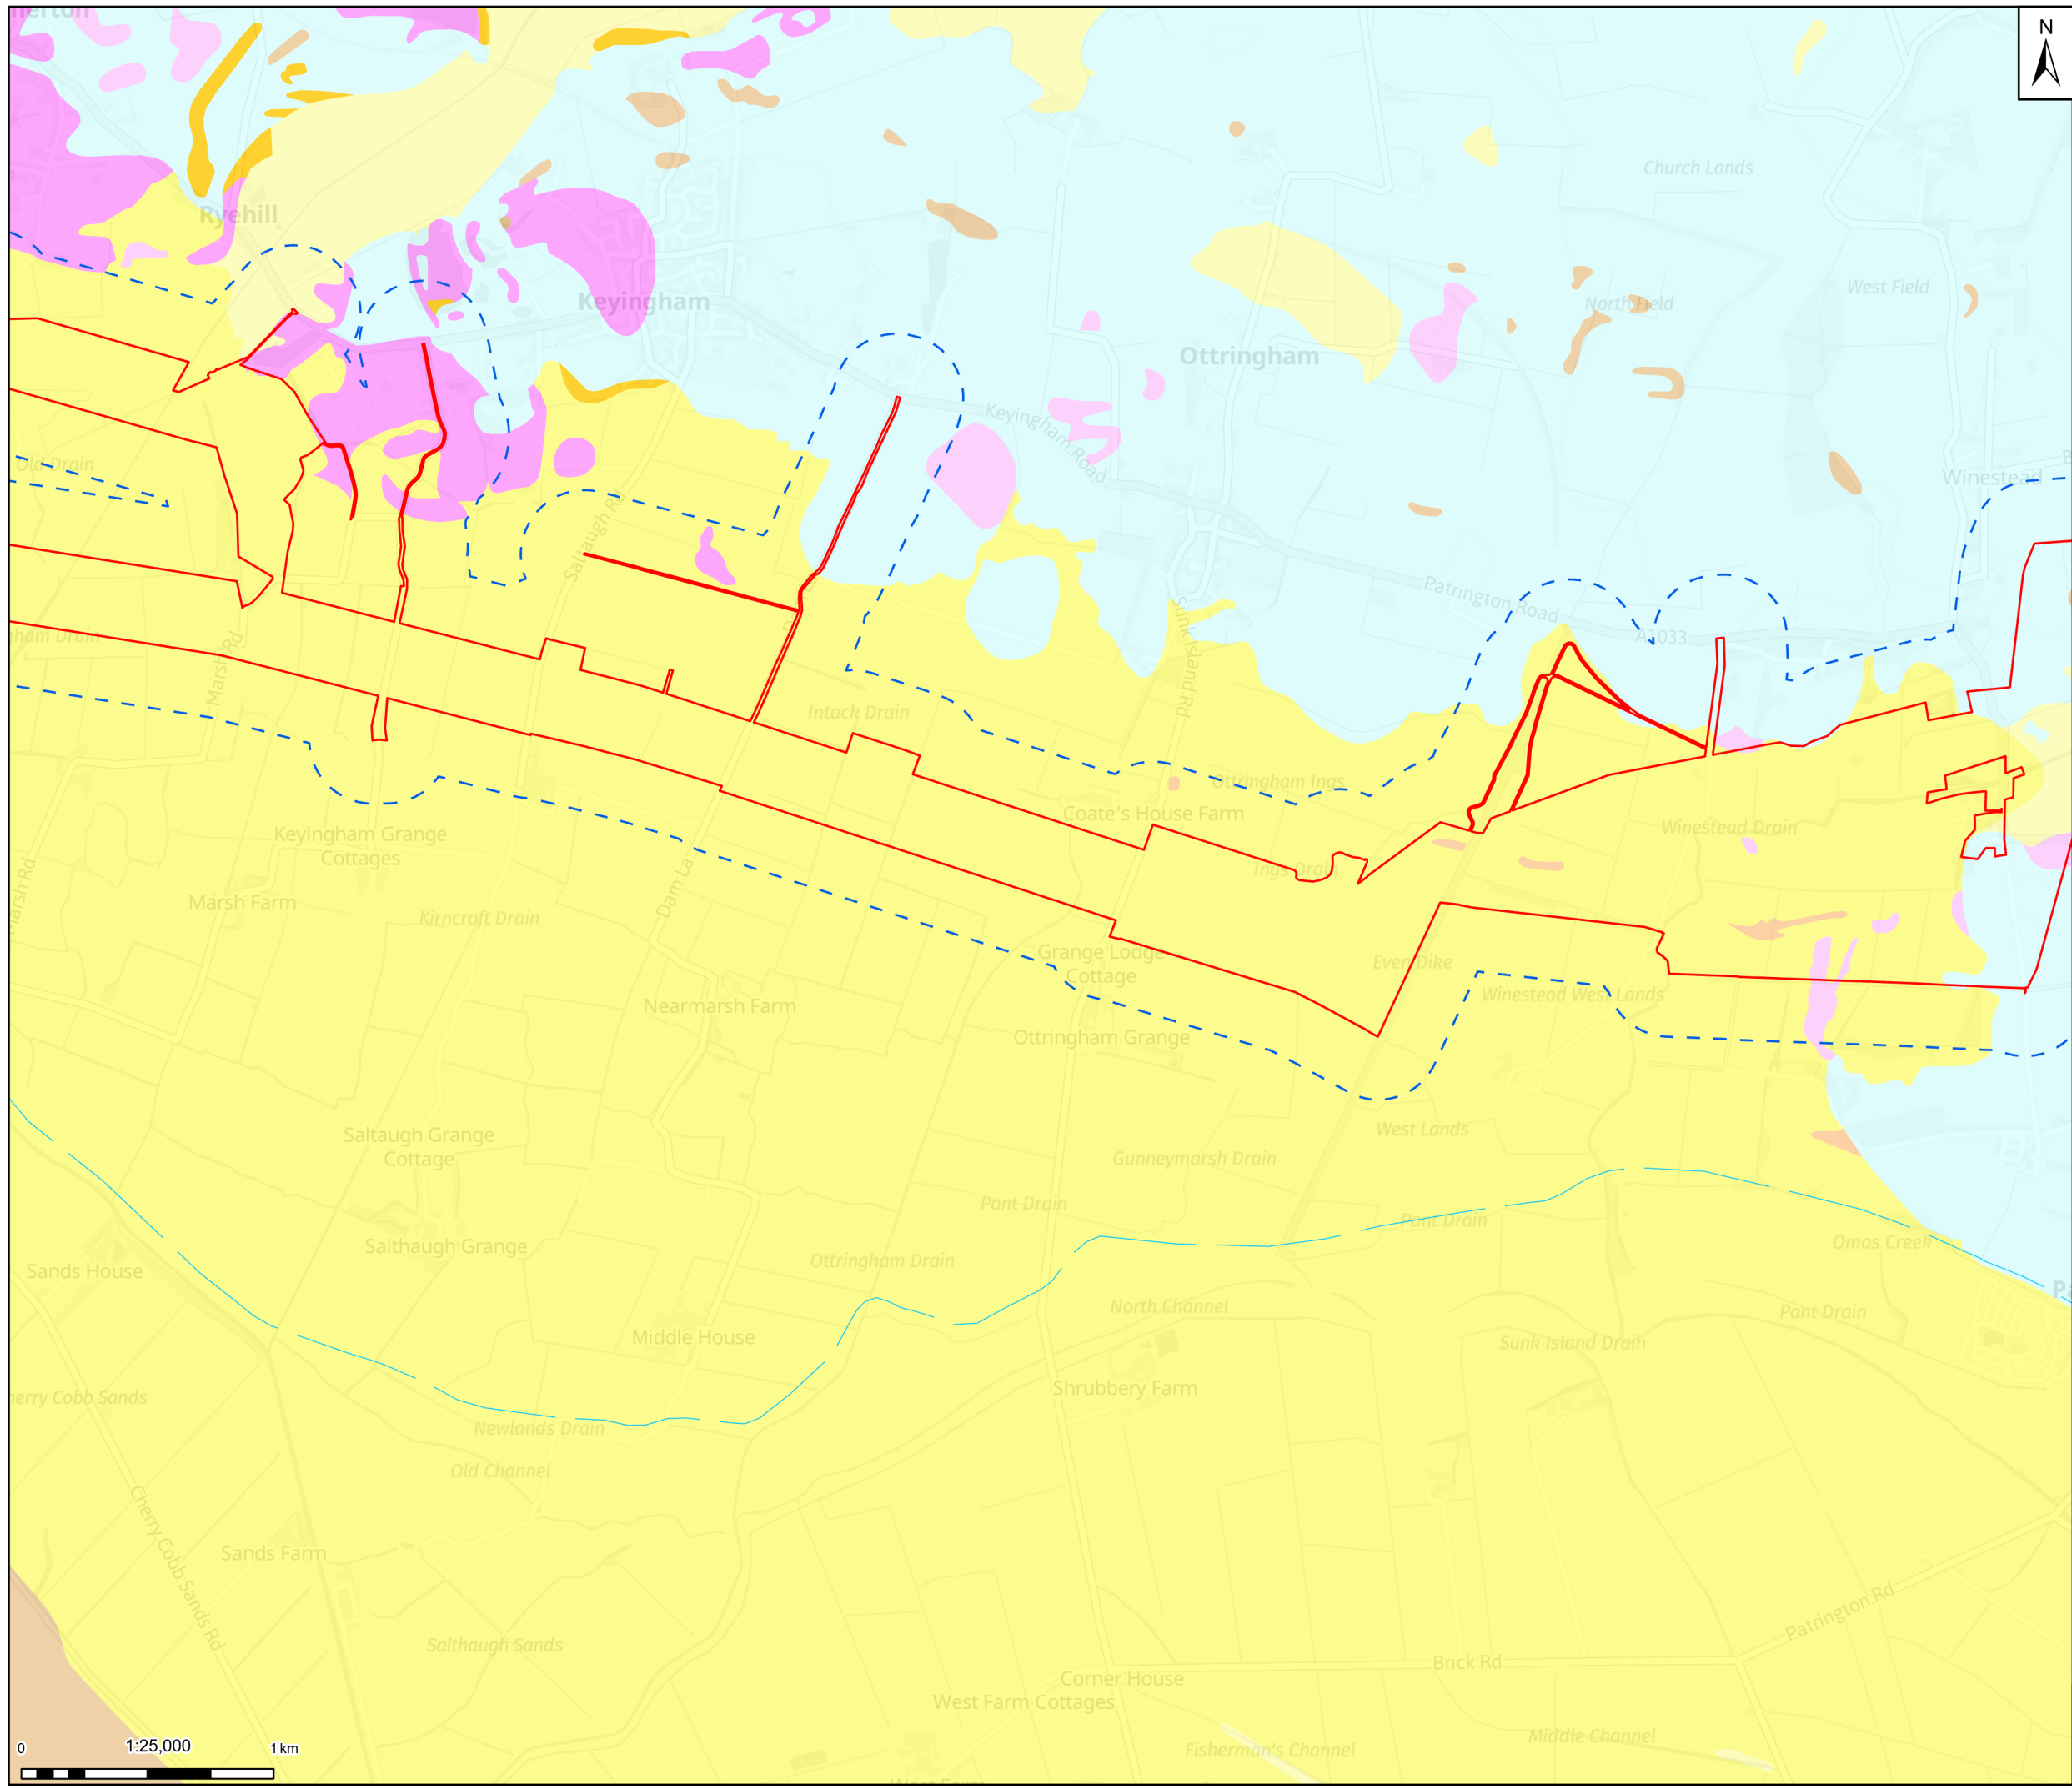 N
Church Lands
Ryehill
West Field
Keyingham
North Field
Ottringham
Keyingham Road
Old Drain
Winestead
Saltaugh Rd
Patrington Road
A1033
Sunk Island Rd
Marsh Rd
Intach Drain
Ottringham Ings
Coate's House Farm
Winestead Drain
Keyingham Grange
Cottages
Ings Drain
Marsh Rd
Dam La
Marsh Farm
Kirncroft Drain
Grange Lodge
Cottage
Even Dike
Winestead West Lands
Nearmarsh Farm
Ottringham Grange
Saltaugh Grange
Cottage
West Lands
Gunneymarsh Drain
Pant Drain
Pant Drain
Salthaugh Grange
Omas Creek
Ottringham Drain
Sands House
North Channel
Pant Drain
Middle House
Sunk Island Drain
Shrubbery Farm
Newlands Drain
Old Channel
Cherry Cobb Sands Rd
Sands Farm
Patrington Rd
Salthaugh Sands
Brick Rd
Corner House
West Farm Cottages
Middle Channel
Fisherman's Channel
0 1:25,000 1 km